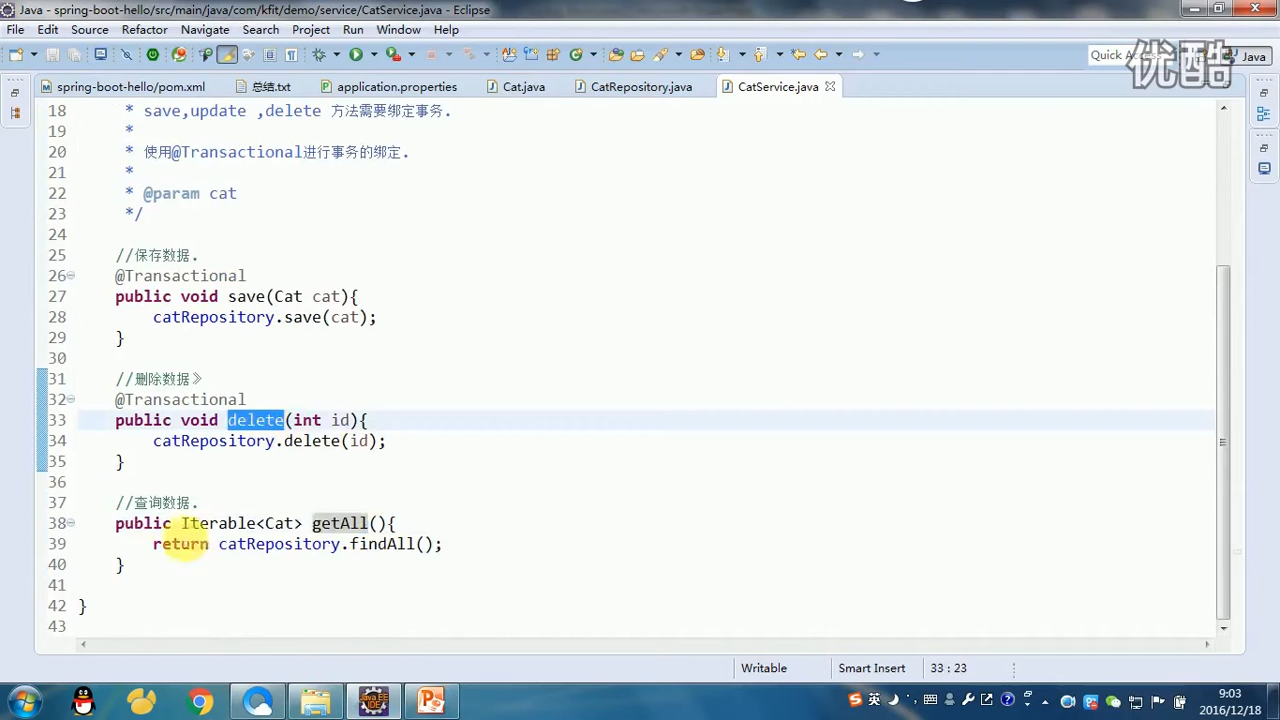 Java - spring-boot-hello/src/main/java/com/kfit/demo/service/CatService.java - Eclipse
File Edit Source Refactor Navigate Search Project Run Window Help
Quick Access
Java
优酷
spring-boot-hello/pom.xml 总结.txt application.properties Cat.java CatRepository.java CatService.java
18 * save,update ,delete 方法需要绑定事务.
19 *
20 * 使用@Transactional进行事务的绑定.
21 *
22 * @param cat
23 */
24
25 //保存数据.
26 @Transactional
27 public void save(Cat cat){
28 catRepository.save(cat);
29 }
30
31 //删除数据》
32 @Transactional
33 public void delete(int id){
34 catRepository.delete(id);
35 }
36
37 //查询数据.
38 public Iterable<Cat> getAll(){
39 return catRepository.findAll();
40 }
41
42 }
43
Writable Smart Insert 33 : 23
Java EE
IDE
英
9:03
2016/12/18